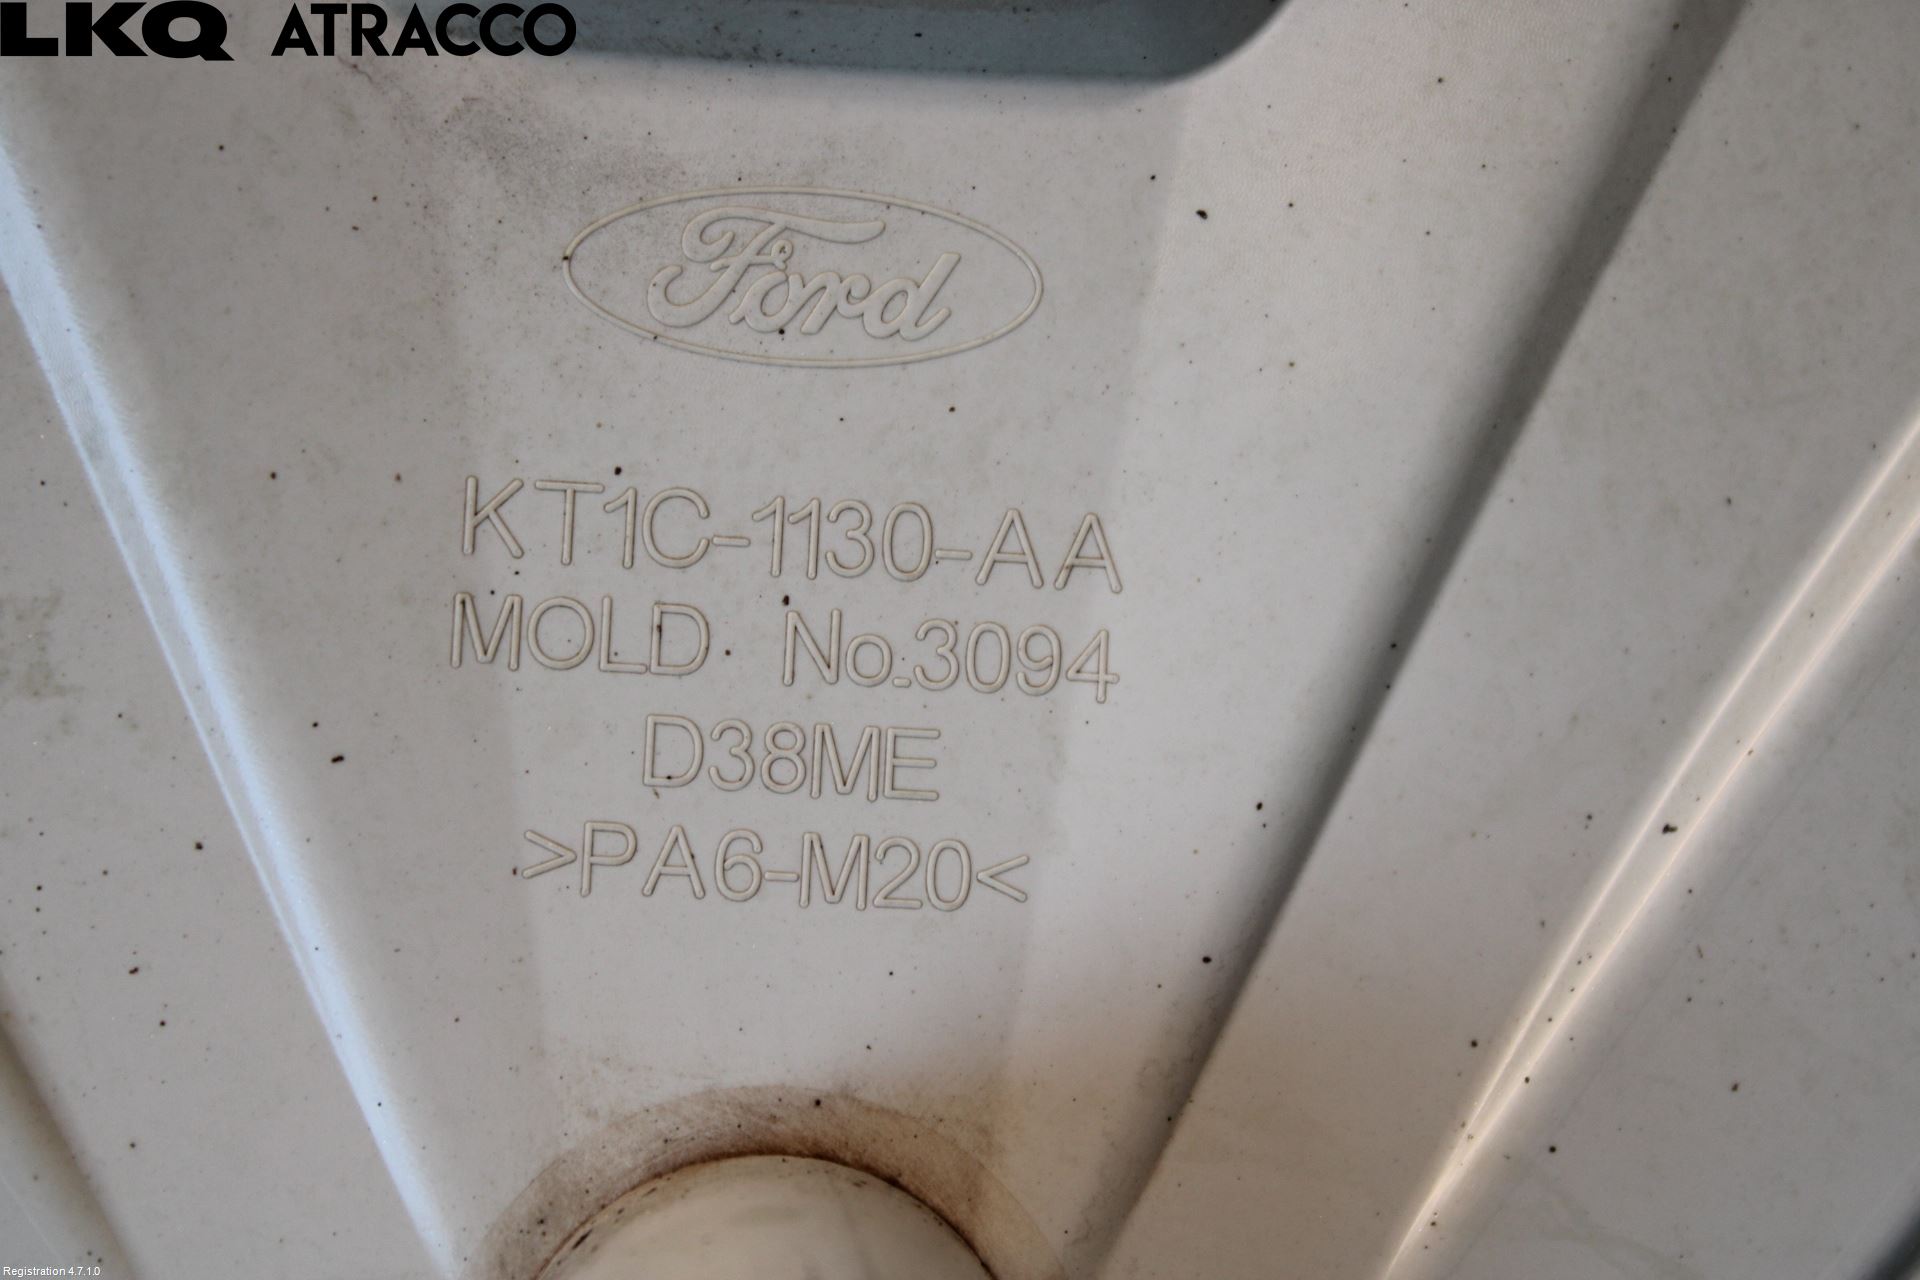 LKQ ATRACCO
Ford
KT1C-1130-AA
MOLD No.3094
D38ME
>PA6-M20<
Registration 4.7.1.0